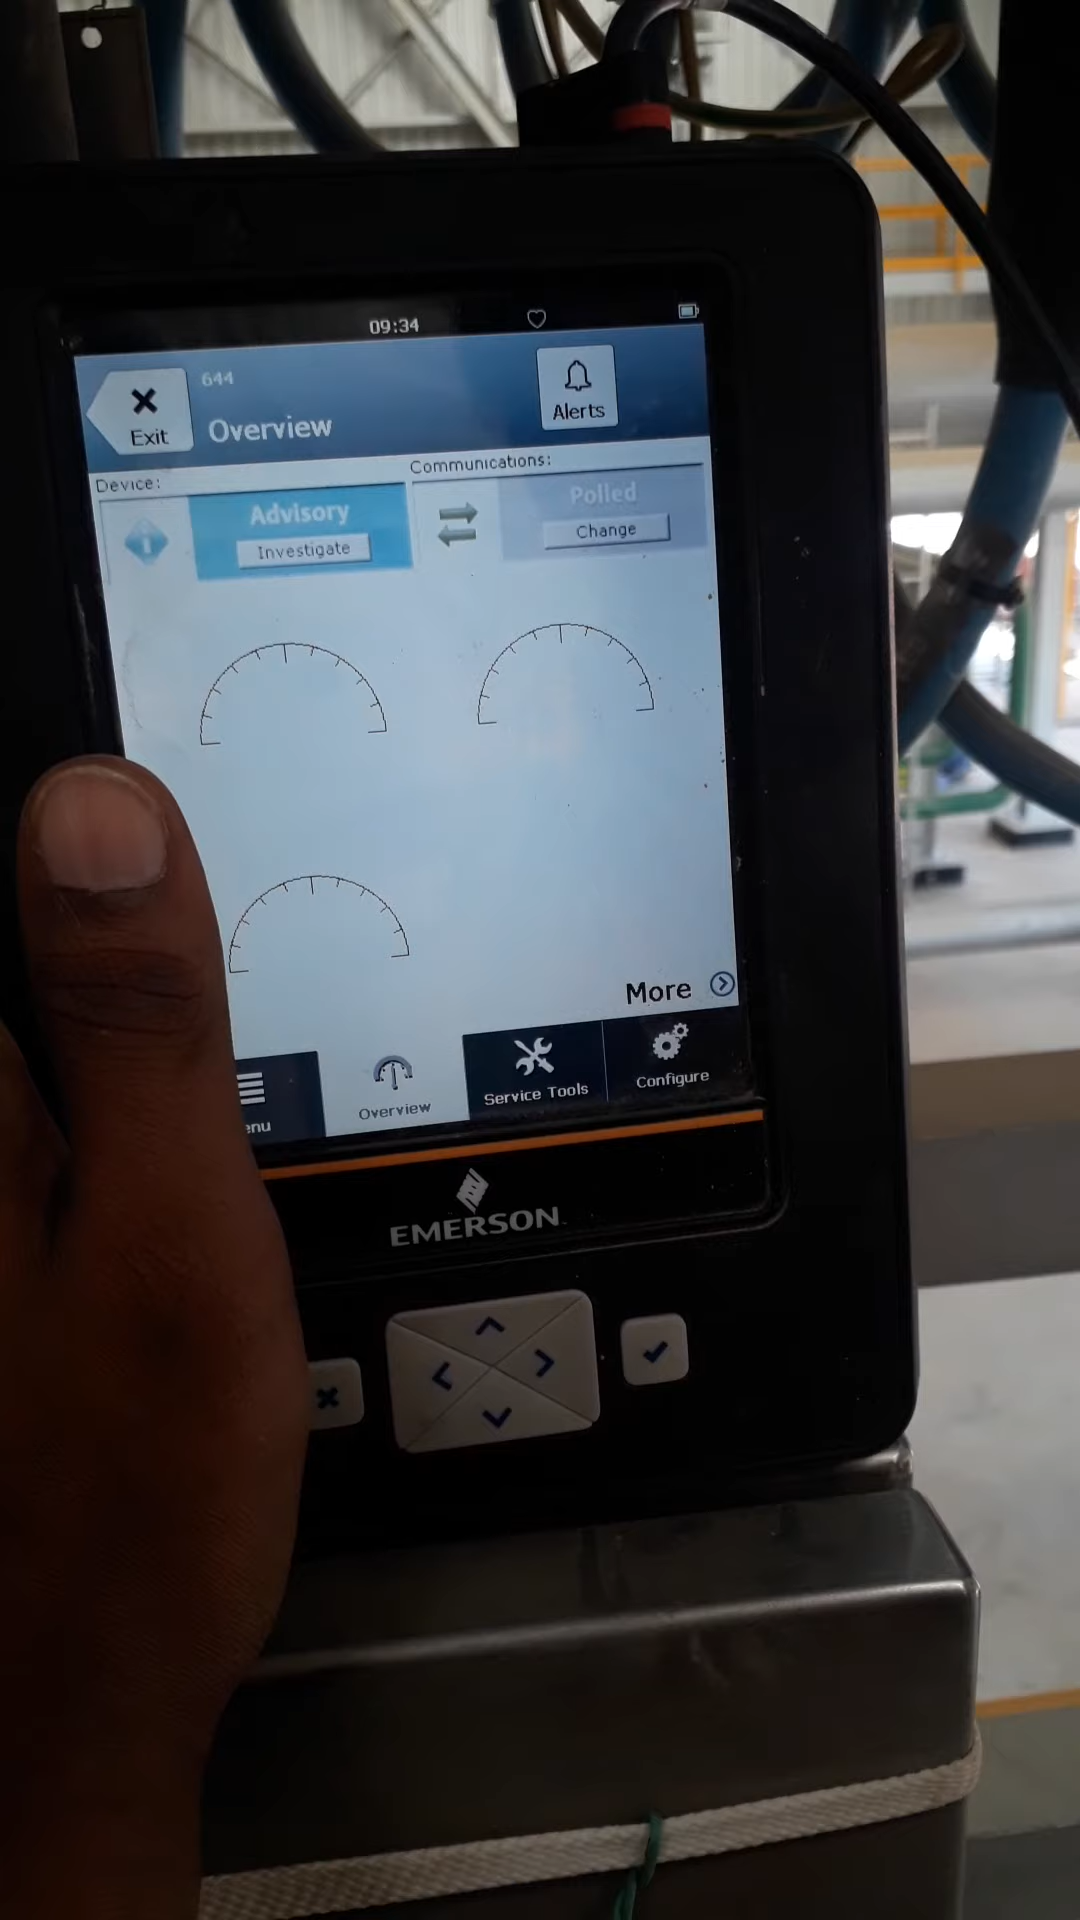 09:34
644
Exit
Overview
Alerts
Device:
Communications:
Advisory
Investigate
Polled
Change
More
enu
Overview
Service Tools
Configure
EMERSON